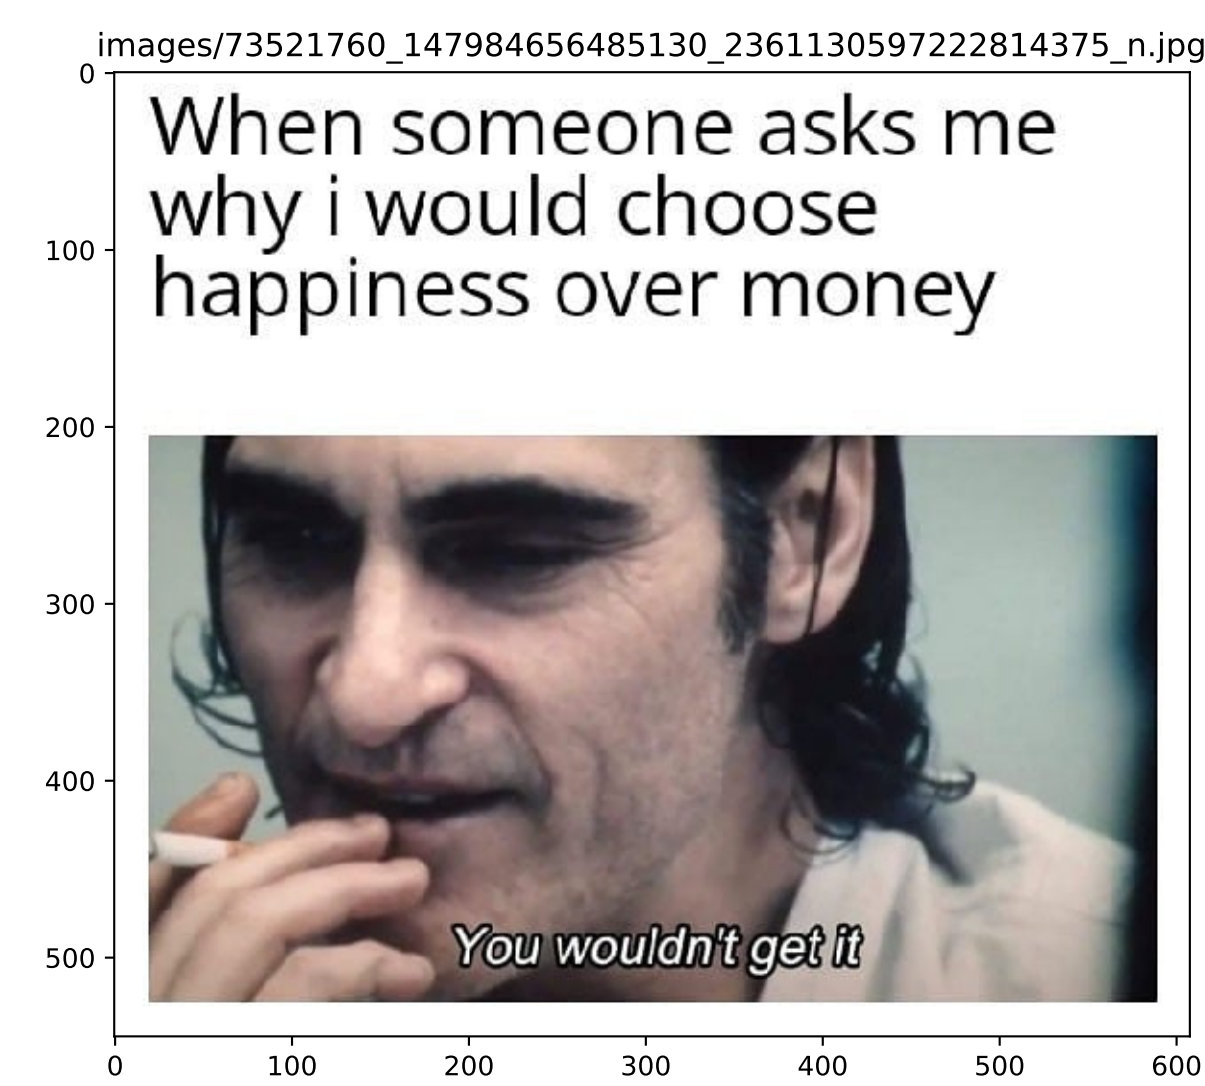 images/73521760_147984656485130_2361130597222814375_n.jpg
When someone asks me
why i would choose
happiness over money
You wouldn't get it
0
100
200
300
400
500
0 100 200 300 400 500 600